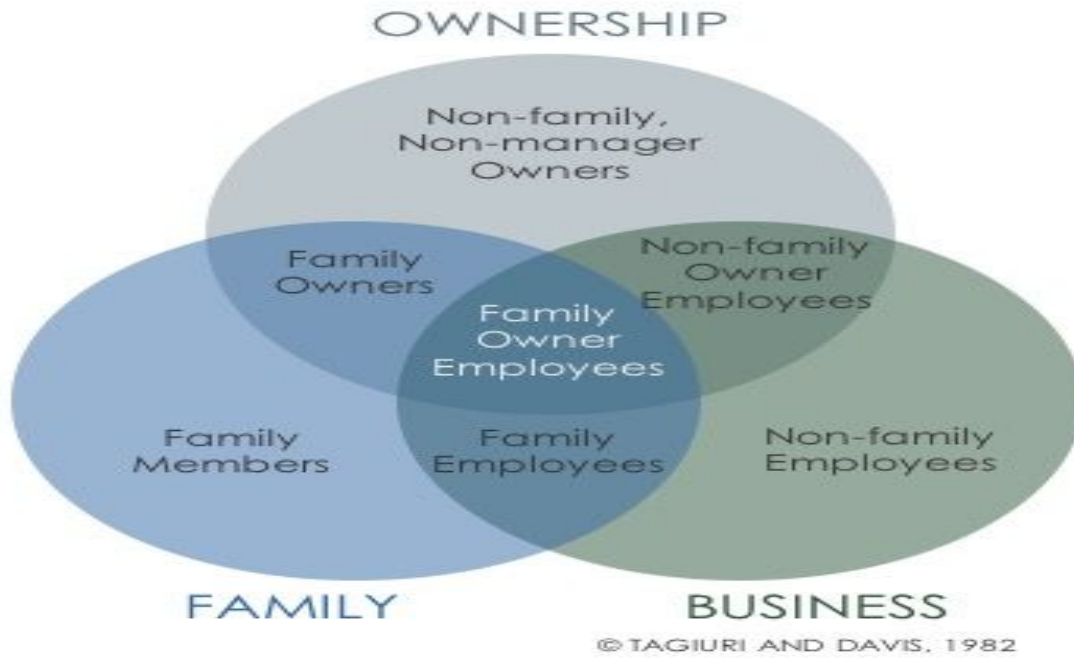 OWNERSHIP
Non-family,
Non-manager
Owners
Family
Owners
Non-family
Owner
Employees
Family
Owner
Employees
Family
Members
Family
Employees
Non-family
Employees
FAMILY
BUSINESS
© TAGIURI AND DAVIS, 1982